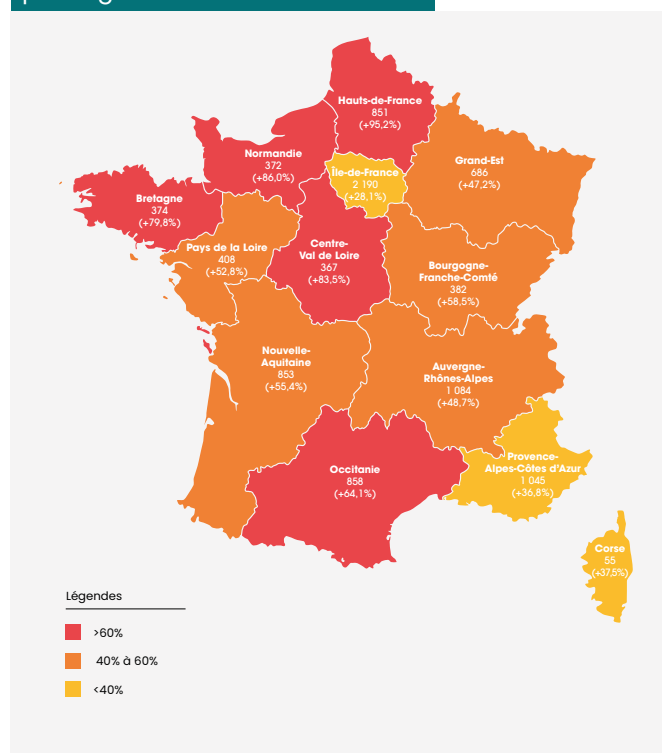 Hauts-de-France
851
(+95,2%)
Normandie
372
(+86,0%)
Île-de-France
2 190
(+28,1%)
Grand-Est
686
(+47,2%)
Bretagne
374
(+79,8%)
Pays de la Loire
408
(+52,8%)
Centre-
Val de Loire
367
(+83,5%)
Bourgogne-
Franche-Comté
382
(+58,5%)
Nouvelle-
Aquitaine
853
(+55,4%)
Auvergne-
Rhônes-Alpes
1 084
(+48,7%)
Occitanie
858
(+64,1%)
Provence-
Alpes-Côtes d'Azur
1 045
(+36,8%)
Corse
55
(+37,5%)
Légendes
>60%
40% à 60%
<40%